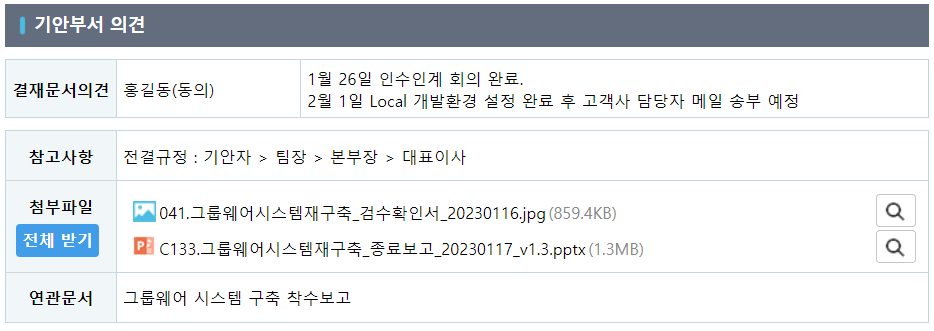 기안부서 의견
결재문서의견 홍길동(동의) 1월 26일 인수인계 회의 완료.
2월 1일 Local 개발환경 설정 완료 후 고객사 담당자 메일 송부 예정
참고사항 전결규정 : 기안자 > 팀장 > 본부장 > 대표이사
첨부파일
전체 받기
041.그룹웨어시스템재구축_검수확인서_20230116.jpg (859.4KB)
C133.그룹웨어시스템재구축_종료보고_20230117_v1.3.pptx (1.3MB)
연관문서 그룹웨어 시스템 구축 착수보고